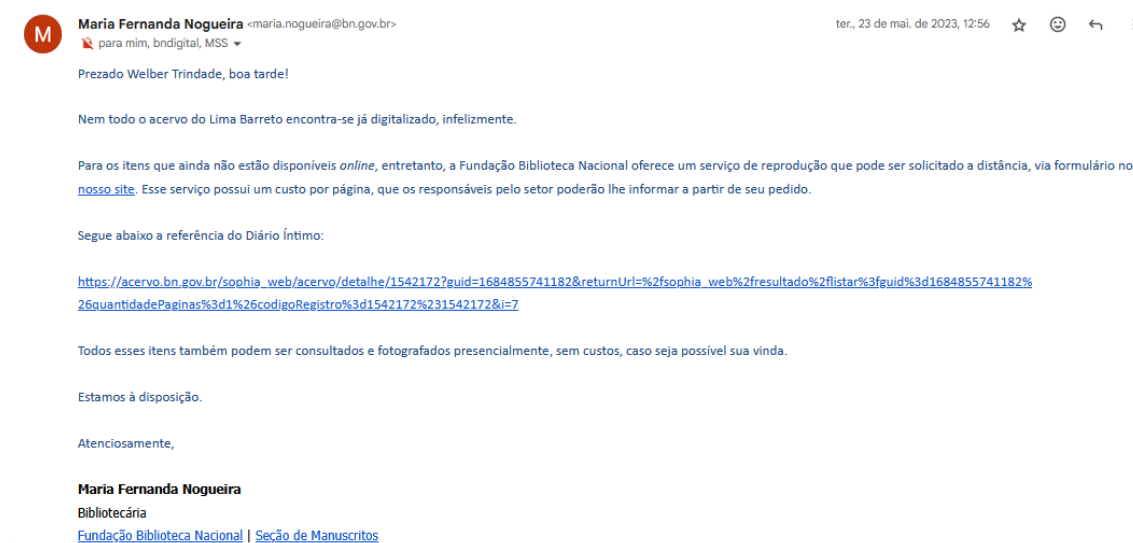 M
Maria Fernanda Nogueira <maria.nogueira@bn.gov.br>
ter., 23 de mai. de 2023, 12:56
para mim, bndigital, MSS
Prezado Welber Trindade, boa tarde!
Nem todo o acervo do Lima Barreto encontra-se já digitalizado, infelizmente.
Para os itens que ainda não estão disponíveis online, entretanto, a Fundação Biblioteca Nacional oferece um serviço de reprodução que pode ser solicitado a distância, via formulário no
nosso site. Esse serviço possui um custo por página, que os responsáveis pelo setor poderão lhe informar a partir de seu pedido.
Segue abaixo a referência do Diário Íntimo:
https://acervo.bn.gov.br/sophia_web/acervo/detalhe/1542172?guid=1684855741182&returnUrl=%2fsophia_web%2fresultado%2flistar%3fguid%3d1684855741182%
26quantidadePaginas%3d1%26codigoRegistro%3d1542172%231542172&i=7
Todos esses itens também podem ser consultados e fotografados presencialmente, sem custos, caso seja possível sua vinda.
Estamos à disposição.
Atenciosamente,
Maria Fernanda Nogueira
Bibliotecária
Fundação Biblioteca Nacional | Seção de Manuscritos